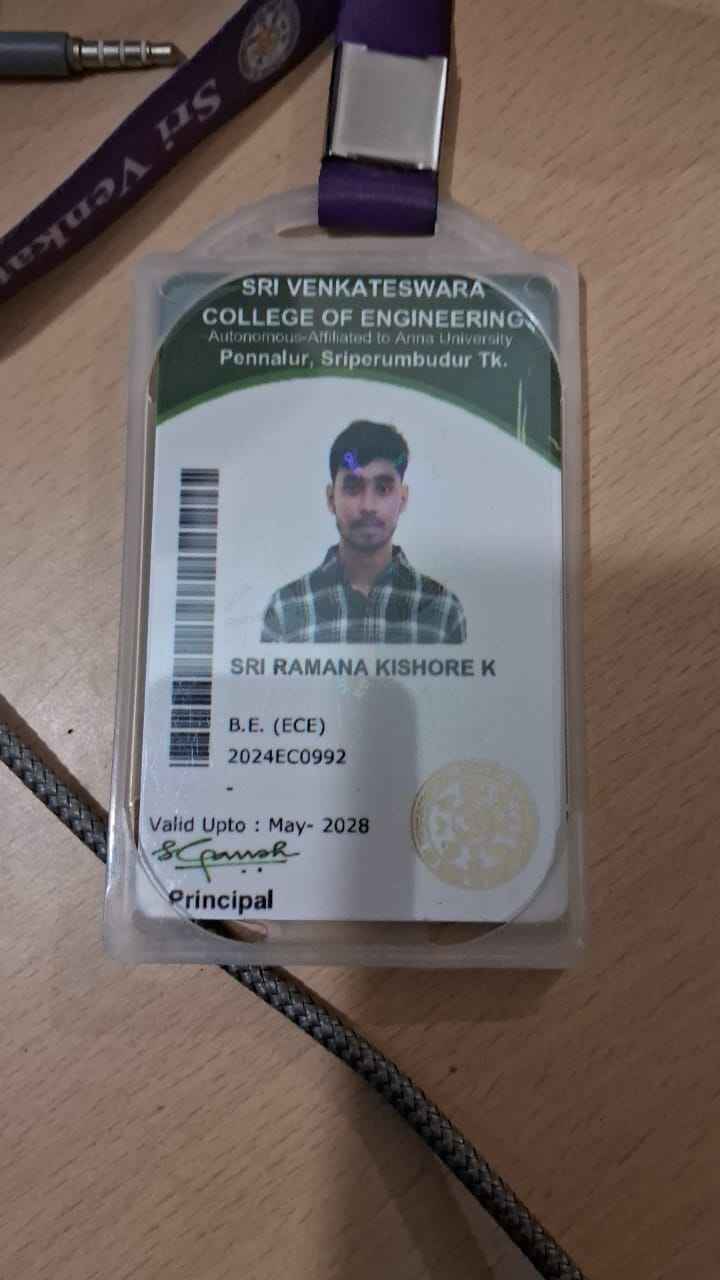 Sri Venkat
SRI VENKATESWARA
COLLEGE OF ENGINEERING
Autonomous-Affiliated to Anna University
Pennalur, Sriperumbudur Tk.
SRI RAMANA KISHORE K
B.E. (ECE)
2024EC0992
-
Valid Upto : May- 2028
Principal